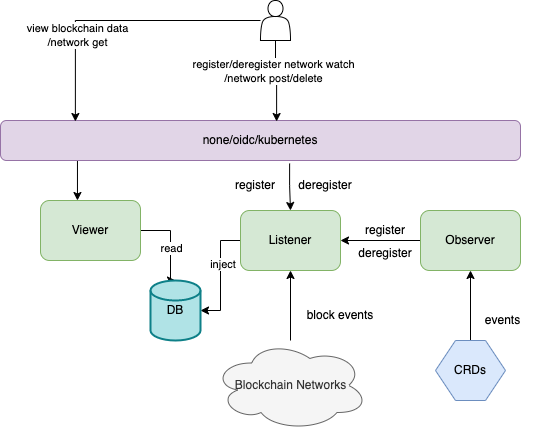 view blockchain data
/network get
register/deregister network watch
/network post/delete
none/oidc/kubernetes
register
deregister
Viewer
Listener
register
deregister
Observer
read
inject
DB
block events
events
Blockchain Networks
CRDs